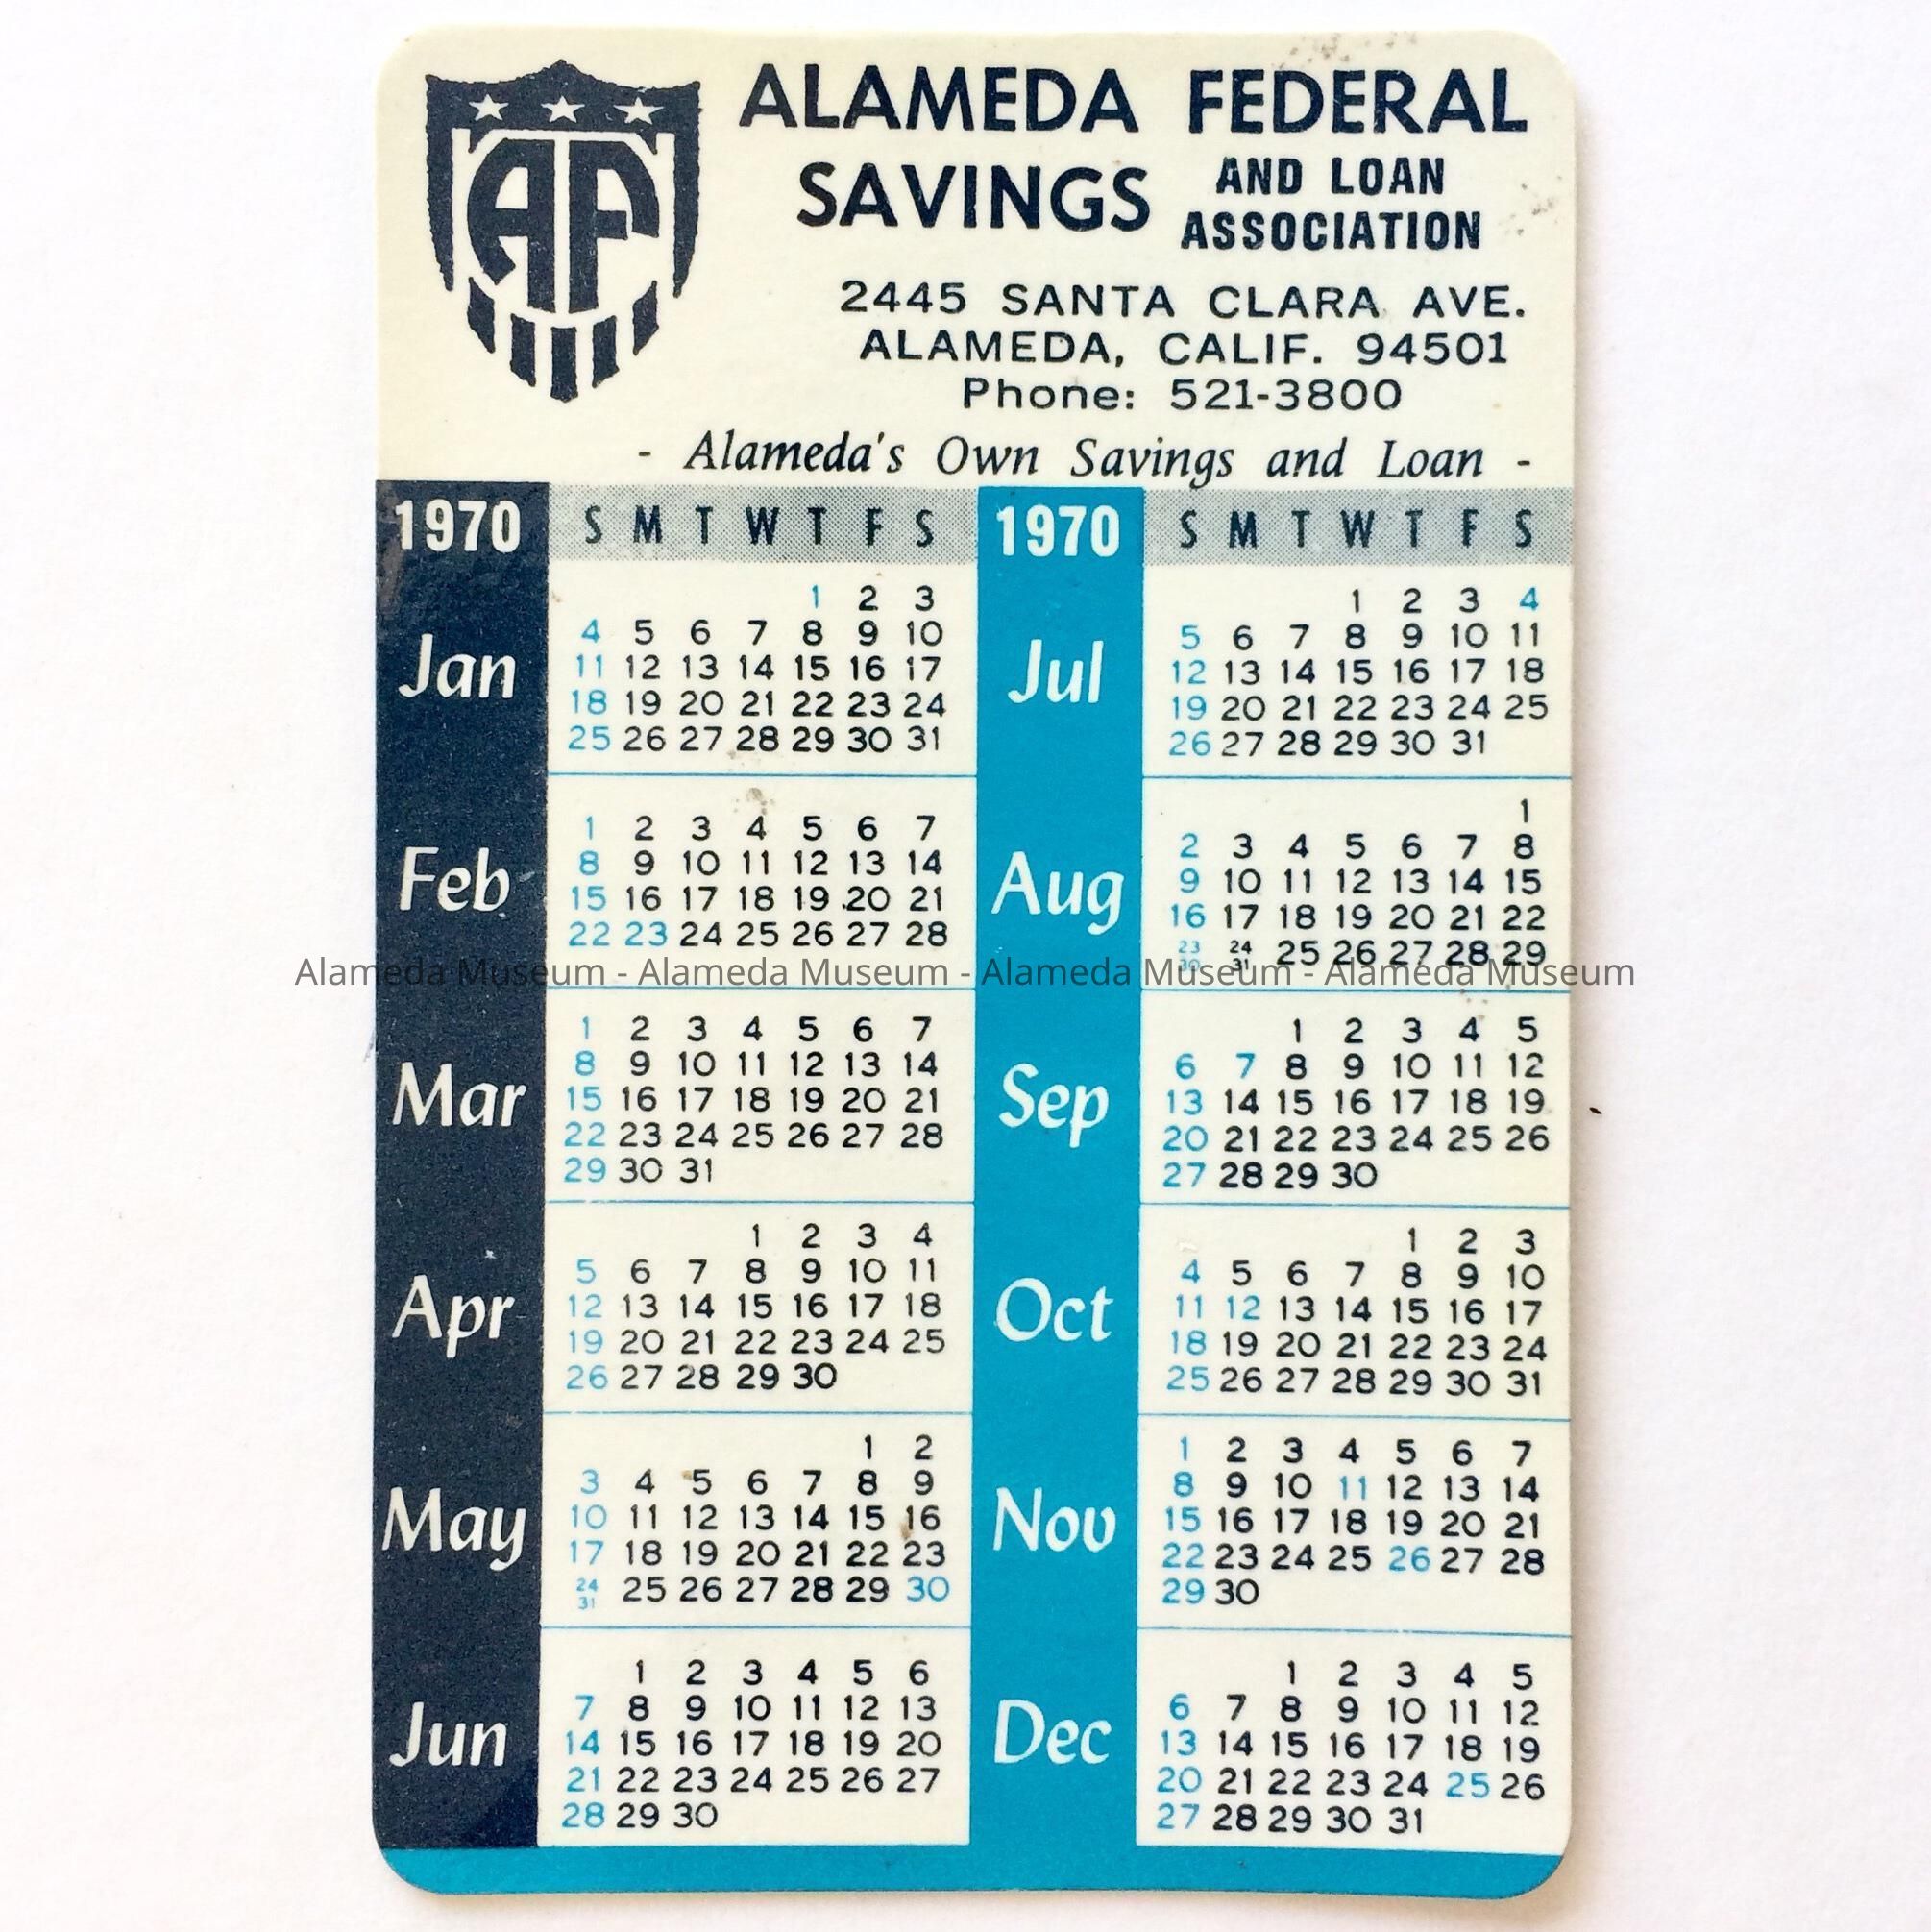 AF
ALAMEDA FEDERAL
SAVINGS AND LOAN
ASSOCIATION
2445 SANTA CLARA AVE.
ALAMEDA, CALIF. 94501
Phone: 521-3800
- Alameda's Own Savings and Loan -
1970 S M T W T F S
Jan
1 2 3
4 5 6 7 8 9 10
11 12 13 14 15 16 17
18 19 20 21 22 23 24
25 26 27 28 29 30 31
Feb
1 2 3 4 5 6 7
8 9 10 11 12 13 14
15 16 17 18 19 20 21
22 23 24 25 26 27 28
Mar
1 2 3 4 5 6 7
8 9 10 11 12 13 14
15 16 17 18 19 20 21
22 23 24 25 26 27 28
29 30 31
Apr
1 2 3 4
5 6 7 8 9 10 11
12 13 14 15 16 17 18
19 20 21 22 23 24 25
26 27 28 29 30
May
1 2
3 4 5 6 7 8 9
10 11 12 13 14 15 16
17 18 19 20 21 22 23
24 25 26 27 28 29 30
31
Jun
1 2 3 4 5 6
7 8 9 10 11 12 13
14 15 16 17 18 19 20
21 22 23 24 25 26 27
28 29 30
1970 S M T W T F S
Jul
1 2 3 4
5 6 7 8 9 10 11
12 13 14 15 16 17 18
19 20 21 22 23 24 25
26 27 28 29 30 31
Aug
1
2 3 4 5 6 7 8
9 10 11 12 13 14 15
16 17 18 19 20 21 22
23 24 25 26 27 28 29
30 31
Sep
1 2 3 4 5
6 7 8 9 10 11 12
13 14 15 16 17 18 19
20 21 22 23 24 25 26
27 28 29 30
Oct
1 2 3
4 5 6 7 8 9 10
11 12 13 14 15 16 17
18 19 20 21 22 23 24
25 26 27 28 29 30 31
Nov
1 2 3 4 5 6 7
8 9 10 11 12 13 14
15 16 17 18 19 20 21
22 23 24 25 26 27 28
29 30
Dec
1 2 3 4 5
6 7 8 9 10 11 12
13 14 15 16 17 18 19
20 21 22 23 24 25 26
27 28 29 30 31
Alameda Museum - Alameda Museum - Alameda Museum - Alameda Museum